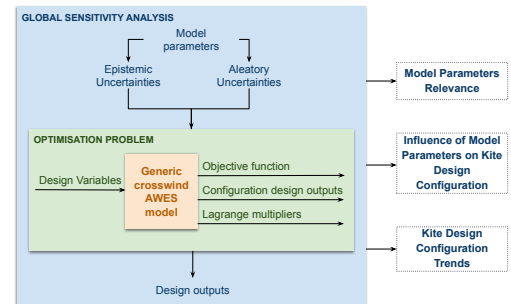 GLOBAL SENSITIVITY ANALYSIS
Model
parameters
Epistemic
Uncertainties
Aleatory
Uncertainties
OPTIMISATION PROBLEM
Design Variables
Generic
crosswind
AWES
model
Objective function
Configuration design outputs
Lagrange multipliers
Design outputs
Model Parameters
Relevance
Influence of Model
Parameters on Kite
Design
Configuration
Kite Design
Configuration
Trends